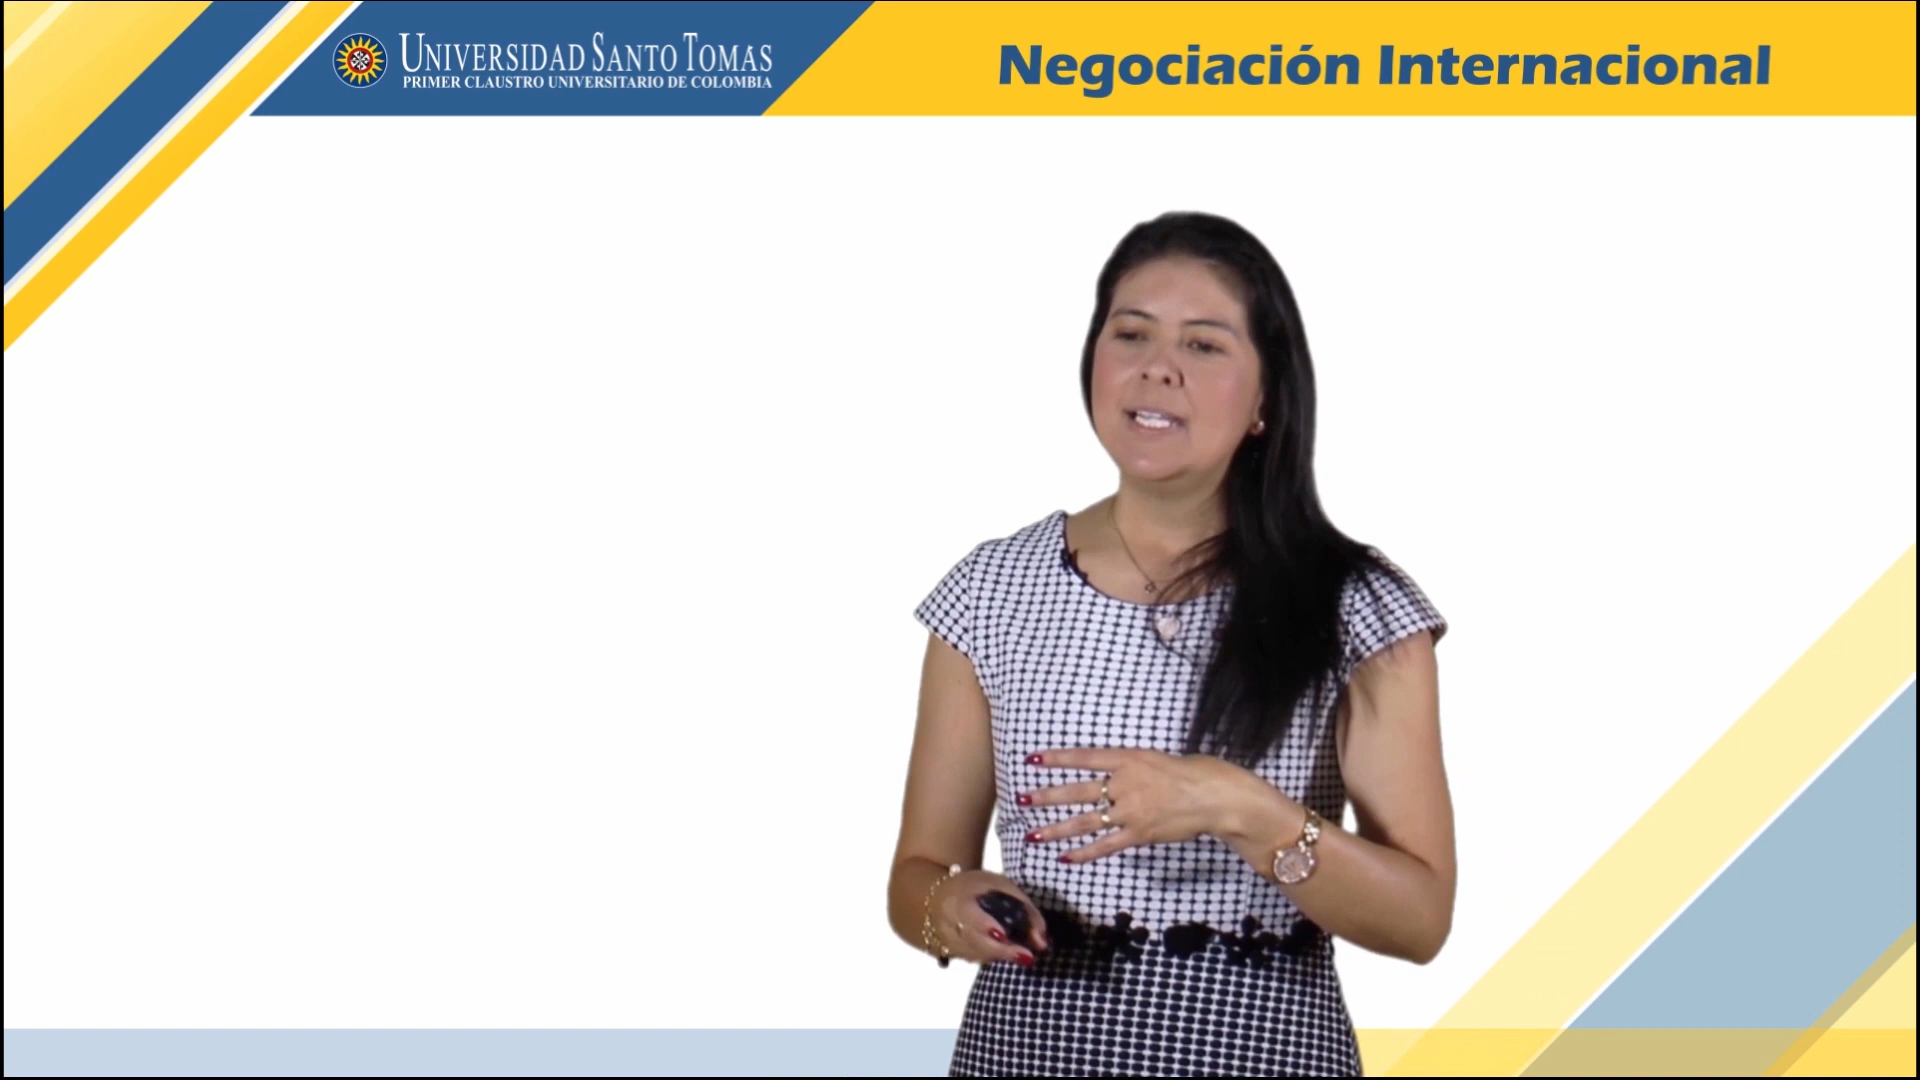 UNIVERSIDAD SANTO TOMAS
PRIMER CLAUSTRO UNIVERSITARIO DE COLOMBIA
Negociación Internacional